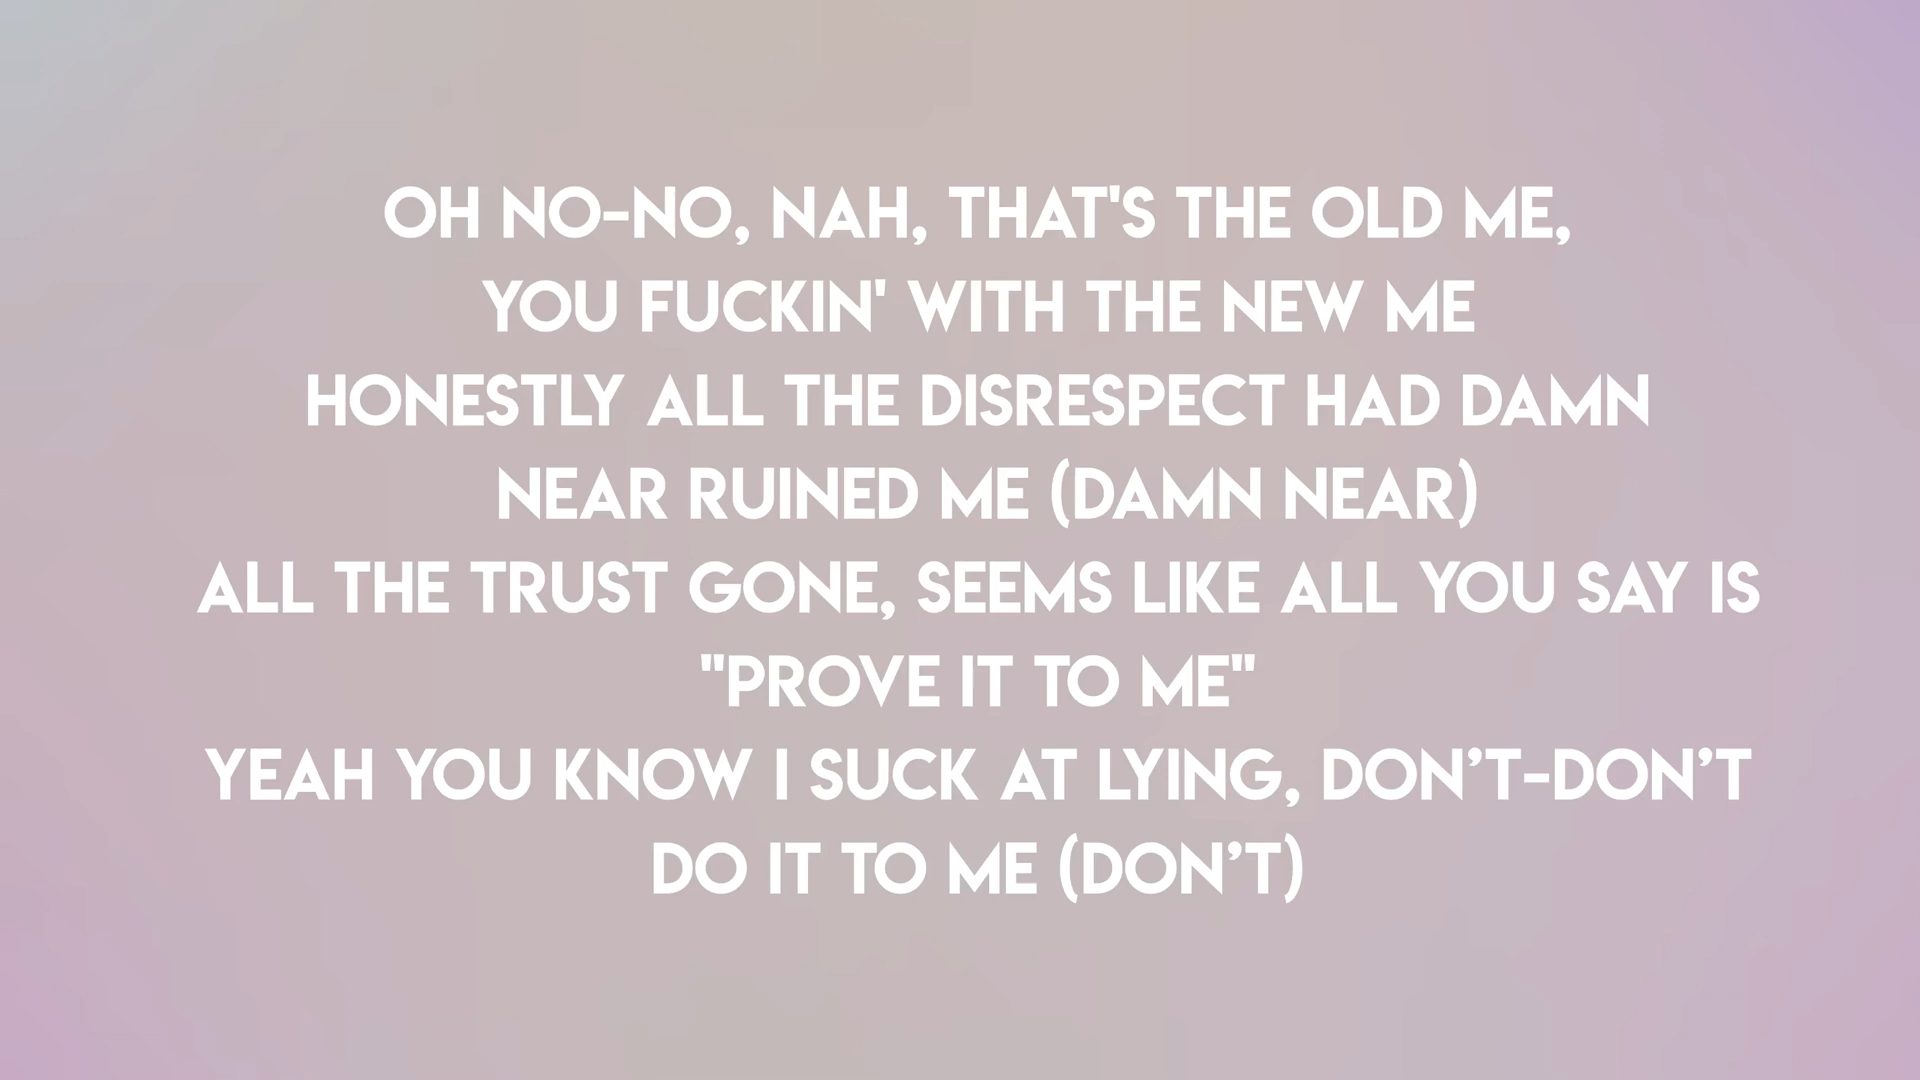 OH NO-NO, NAH, THAT'S THE OLD ME,
YOU FUCKIN' WITH THE NEW ME
HONESTLY ALL THE DISRESPECT HAD DAMN
NEAR RUINED ME (DAMN NEAR)
ALL THE TRUST GONE, SEEMS LIKE ALL YOU SAY IS
"PROVE IT TO ME"
YEAH YOU KNOW I SUCK AT LYING, DON’T-DON’T
DO IT TO ME (DON’T)